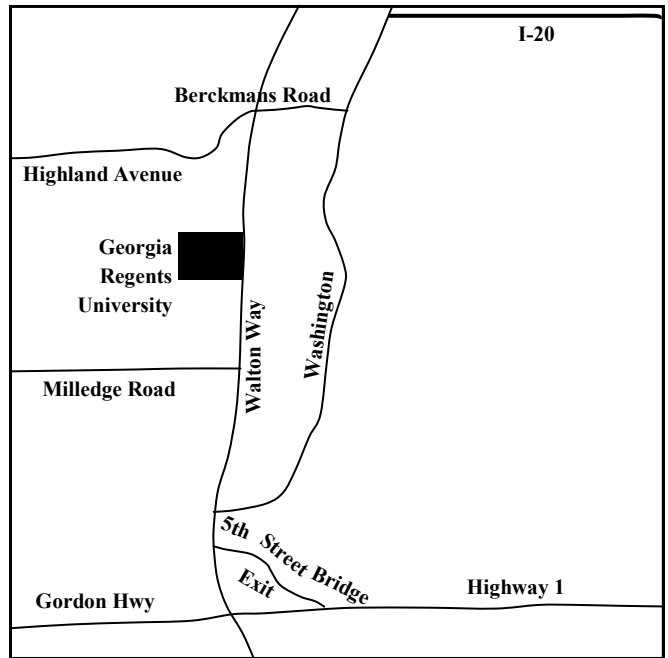 I-20
Berckmans Road
Highland Avenue
Georgia
Regents
University
Washington
Walton Way
Milledge Road
5th Street Bridge
Exit
Highway 1
Gordon Hwy